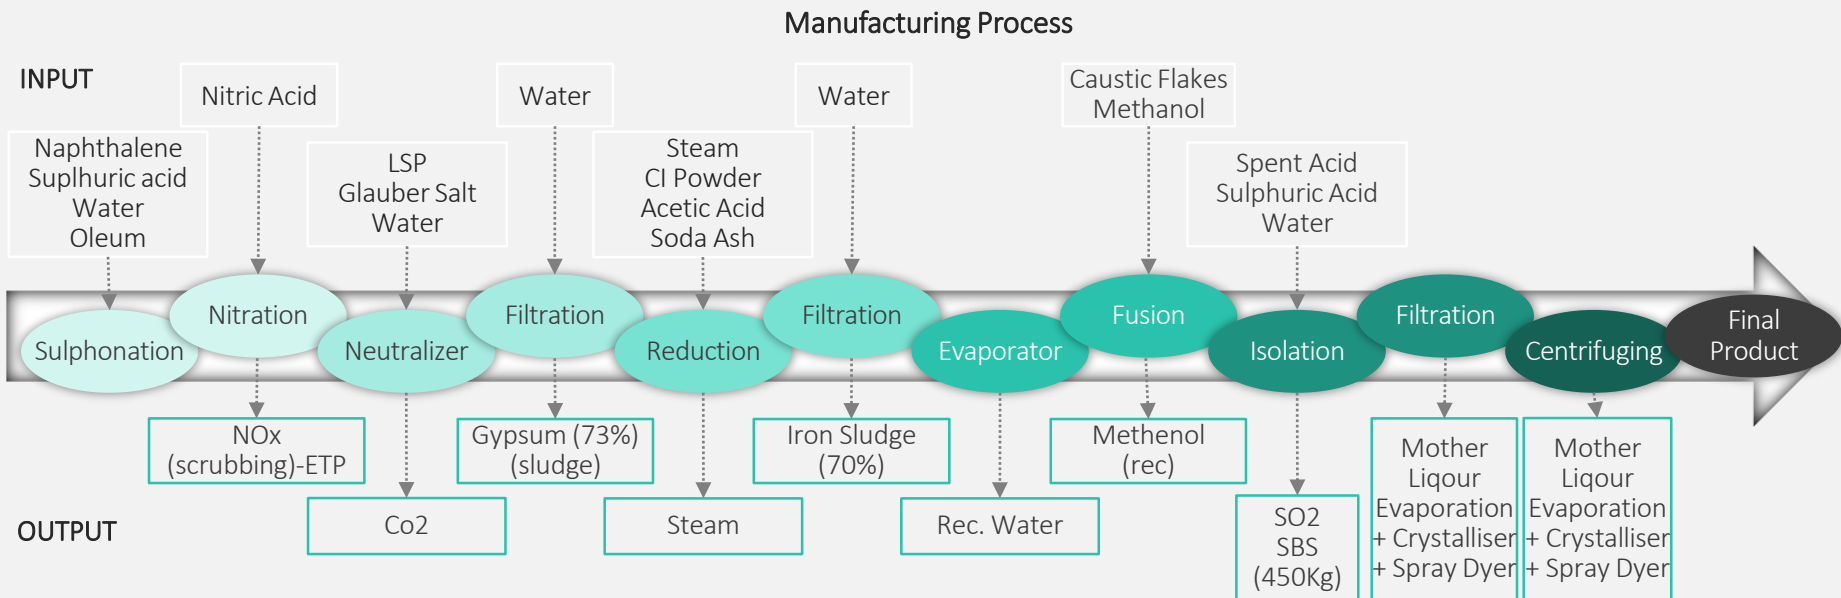 Manufacturing Process
INPUT
Nitric Acid
Water
Water
Caustic Flakes
Methanol
Naphthalene
Suplhuric acid
Water
Oleum
LSP
Glauber Salt
Water
Steam
CI Powder
Acetic Acid
Soda Ash
Spent Acid
Sulphuric Acid
Water
Sulphonation
Nitration
Neutralizer
Filtration
Reduction
Filtration
Evaporator
Fusion
Isolation
Filtration
Centrifuging
Final
Product
OUTPUT
NOx
(scrubbing)-ETP
Co2
Gypsum (73%)
(sludge)
Steam
Iron Sludge
(70%)
Rec. Water
Methenol
(rec)
SO2
SBS
(450Kg)
Mother
Liqour
Evaporation
+ Crystalliser
+ Spray Dyer
Mother
Liqour
Evaporation
+ Crystalliser
+ Spray Dyer